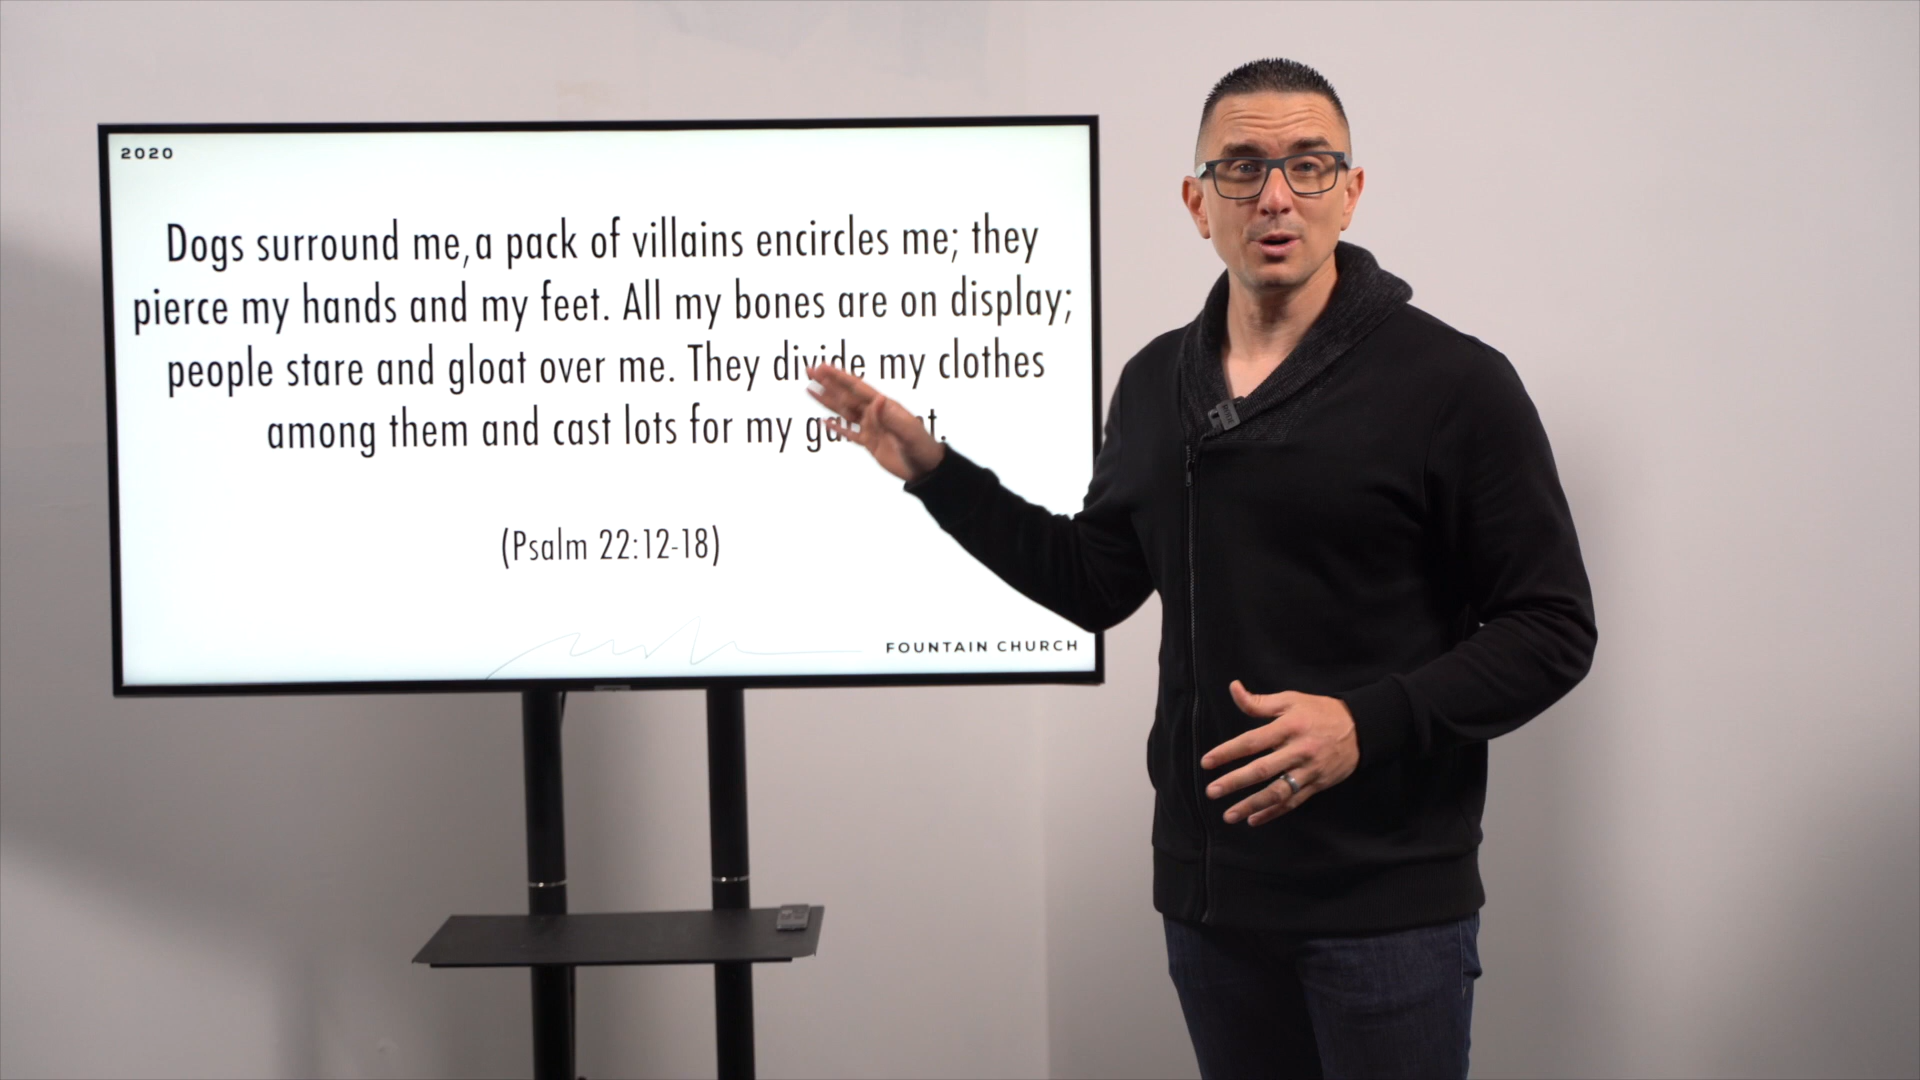 2020
Dogs surround me, a pack of villains encircles me; they
pierce my hands and my feet. All my bones are on display;
people stare and gloat over me. They divide my clothes
among them and cast lots for my
(Psalm 22:12-18)
FOUNTAIN CHURCH